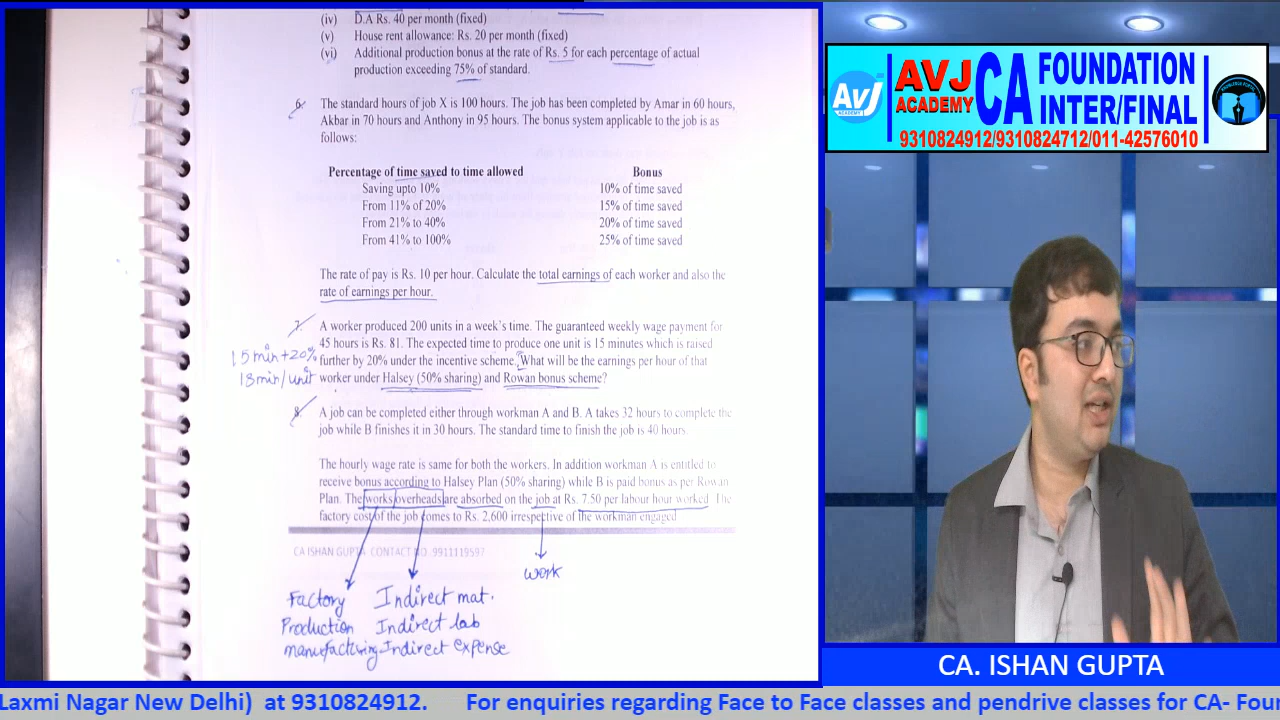 (iv) D.A Rs. 40 per month (fixed)
(v) House rent allowance: Rs. 20 per month (fixed)
(vi) Additional production bonus at the rate of Rs. 5 for each percentage of actual
production exceeding 75% of standard.
6. The standard hours of job X is 100 hours. The job has been completed by Amar in 60 hours,
Akbar in 70 hours and Anthony in 95 hours. The bonus system applicable to the job is as
follows:
Percentage of time saved to time allowed Bonus
Saving upto 10% 10% of time saved
From 11% of 20% 15% of time saved
From 21% to 40% 20% of time saved
From 41% to 100% 25% of time saved
The rate of pay is Rs. 10 per hour. Calculate the total earnings of each worker and also the
rate of earnings per hour.
7. A worker produced 200 units in a week's time. The guaranteed weekly wage payment for
45 hours is Rs. 81. The expected time to produce one unit is 15 minutes which is raised
further by 20% under the incentive scheme. What will be the earnings per hour of that
worker under Halsey (50% sharing) and Rowan bonus scheme?
15 min + 20%
18 min/unit
8. A job can be completed either through workman A and B. A takes 32 hours to complete the
job while B finishes it in 30 hours. The standard time to finish the job is 40 hours.
The hourly wage rate is same for both the workers. In addition workman A is entitled to
receive bonus according to Halsey Plan (50% sharing) while B is paid bonus as per Rowan
Plan. The works overheads are absorbed on the job at Rs. 7.50 per labour hour worked. The
factory cost of the job comes to Rs. 2,600 irrespective of the workman engaged
CA ISHAN GUPTA CONTACT NO. 9911119597
work
Factory Indirect mat.
Production Indirect lab
manufacturing Indirect expense
AVJ ACADEMY
AVJ
ACADEMY
CA
FOUNDATION
INTER/FINAL
9310824912/9310824712/011-42576010
CA. ISHAN GUPTA
Laxmi Nagar New Delhi) at 9310824912. For enquiries regarding Face to Face classes and pendrive classes for CA- Foun